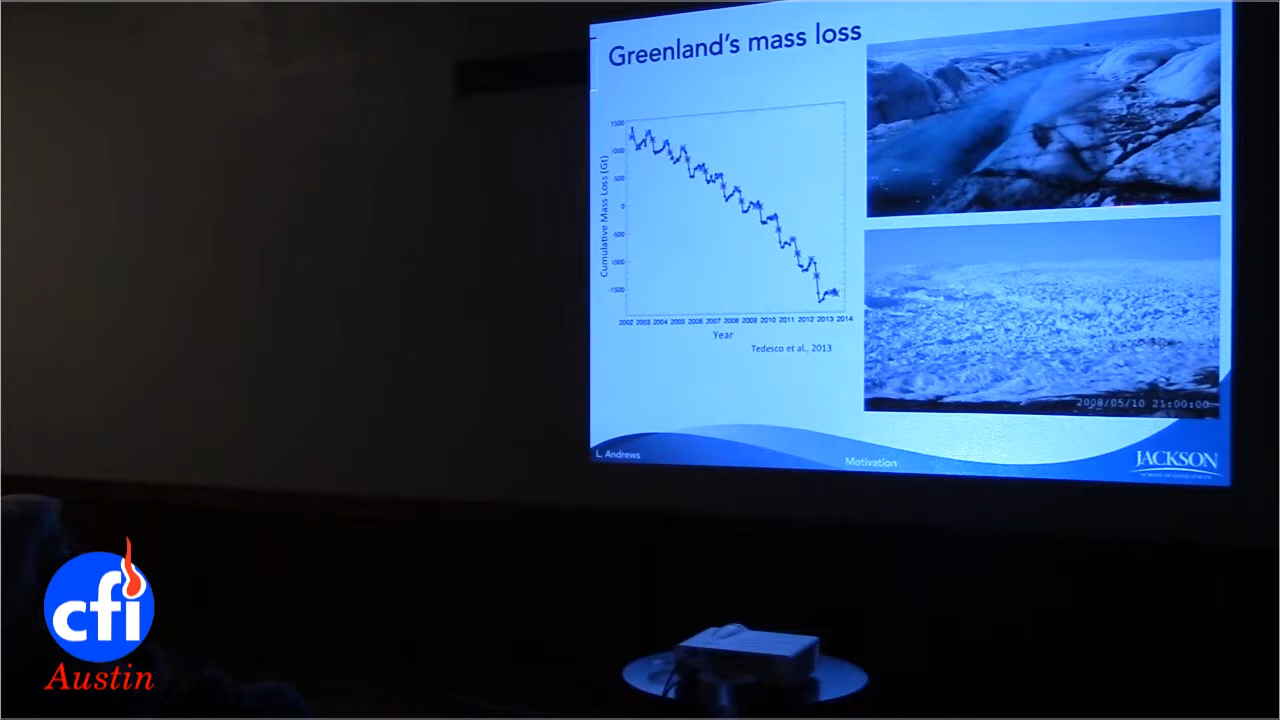 Greenland's mass loss
1500
1000
500
0
-500
1000
-1500
Cumulative Mass Loss (Gt)
2002 2003 2004 2005 2006 2007 2008 2009 2010 2011 2012 2013 2014
Year
Tedesco et al., 2013
2008/05/10 21:00:00
L. Andrews
Motivation
JACKSON
cfi
Austin